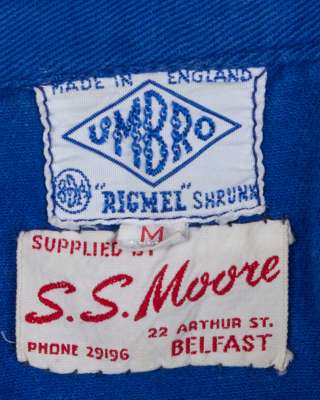 MADE IN ENGLAND
UMBRO
"RIGMEL" SHRUNK
M
SUPPLIED BY
S.S. Moore
22 ARTHUR ST.
PHONE 29196 BELFAST